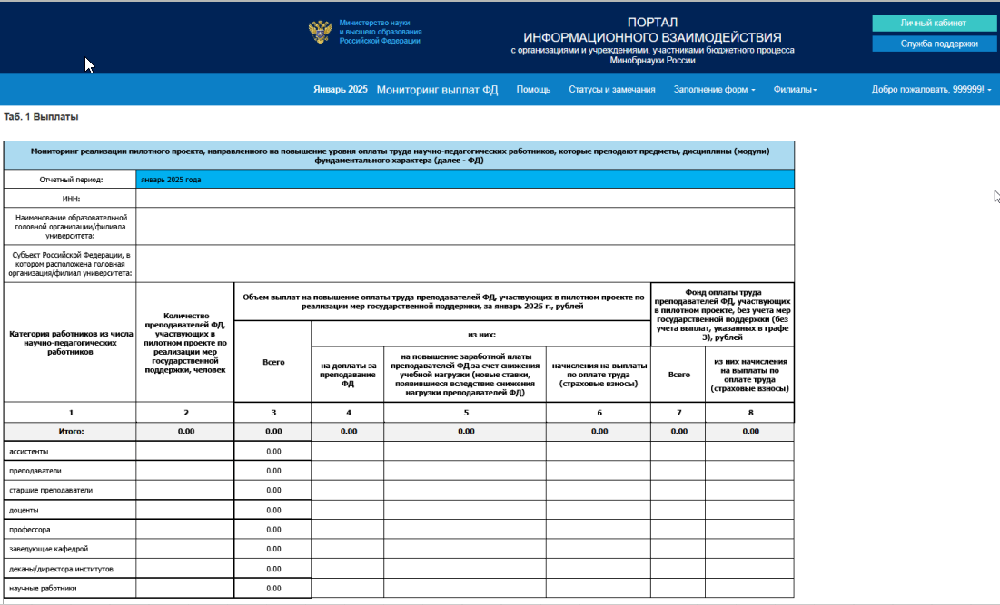 Министерство науки
и высшего образования
Российской Федерации
ПОРТАЛ
ИНФОРМАЦИОННОГО ВЗАИМОДЕЙСТВИЯ
с организациями и учреждениями, участниками бюджетного процесса
Минобрнауки России
Личный кабинет
Служба поддержки
Январь 2025 Мониторинг выплат ФД Помощь Статусы и замечания Заполнение форм Филиалы Добро пожаловать, 999999!
Таб. 1 Выплаты
Мониторинг реализации пилотного проекта, направленного на повышение уровня оплаты труда научно-педагогических работников, которые преподают предметы, дисциплины (модули)
фундаментального характера (далее - ФД)
Отчетный период: январь 2025 года
ИНН:
Наименование образовательной
головной организации/филиала
университета:
Субъект Российской Федерации, в
котором расположена головная
организация/филиал университета:
Категория работников из числа
научно-педагогических
работников
Количество
преподавателей ФД,
участвующих в
пилотном проекте по
реализации мер
государственной
поддержки, человек
Объем выплат на повышение оплаты труда преподавателей ФД, участвующих в пилотном проекте по
реализации мер государственной поддержки, за январь 2025 г., рублей
Всего
из них:
на доплаты за
преподавание
ФД
на повышение заработной платы
преподавателей ФД за счет снижения
учебной нагрузки (новые ставки,
появившиеся вследствие снижения
нагрузки преподавателей ФД)
начисления на выплаты
по оплате труда
(страховые взносы)
Фонд оплаты труда
преподавателей ФД, участвующих
в пилотном проекте, без учета мер
государственной поддержки (без
учета выплат, указанных в графе
3), рублей
Всего
из них начисления
на выплаты по
оплате труда
(страховые взносы)
1 2 3 4 5 6 7 8
Итого: 0.00 0.00 0.00 0.00 0.00 0.00 0.00
ассистенты 0.00
преподаватели 0.00
старшие преподаватели 0.00
доценты 0.00
профессора 0.00
заведующие кафедрой 0.00
деканы/директора институтов 0.00
научные работники 0.00